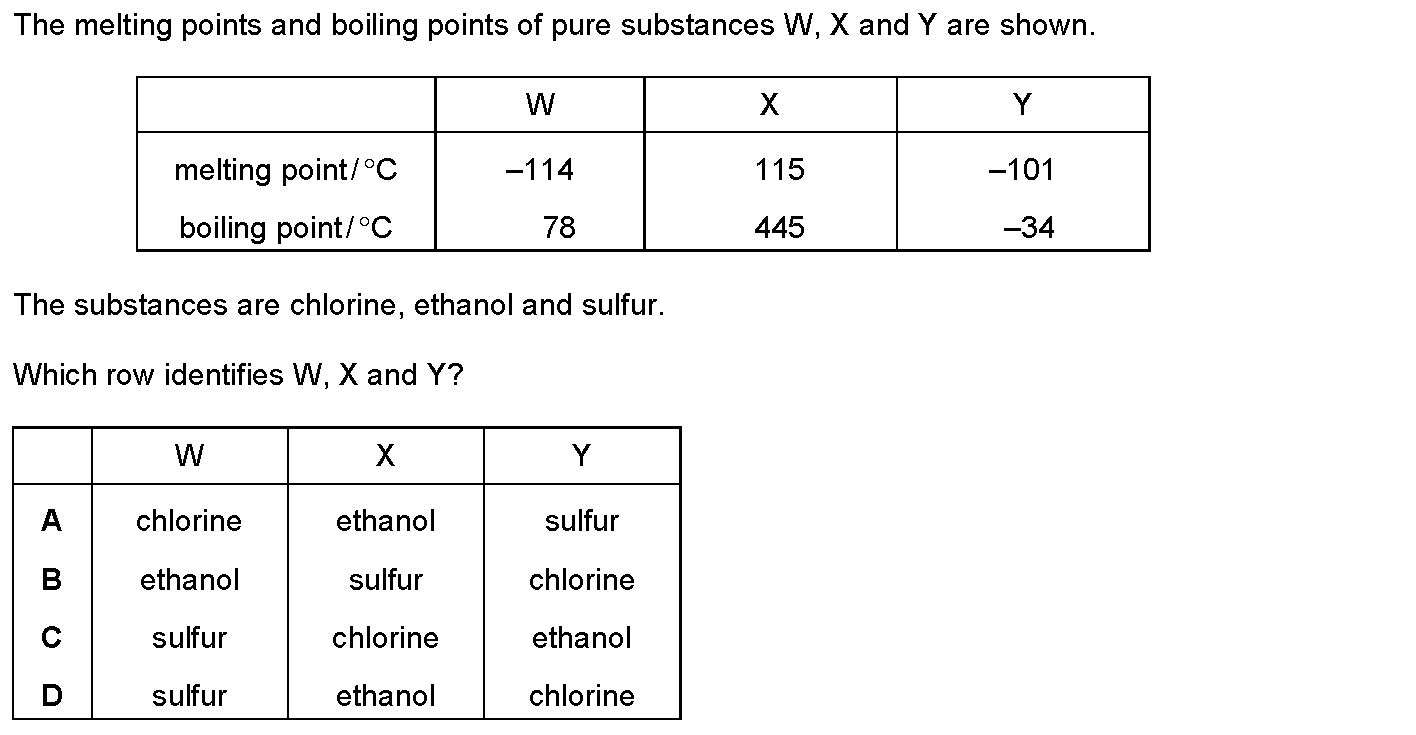 The melting points and boiling points of pure substances W, X and Y are shown.
W X Y
melting point / °C –114 115 –101
boiling point / °C 78 445 –34
The substances are chlorine, ethanol and sulfur.
Which row identifies W, X and Y?
W X Y
A chlorine ethanol sulfur
B ethanol sulfur chlorine
C sulfur chlorine ethanol
D sulfur ethanol chlorine